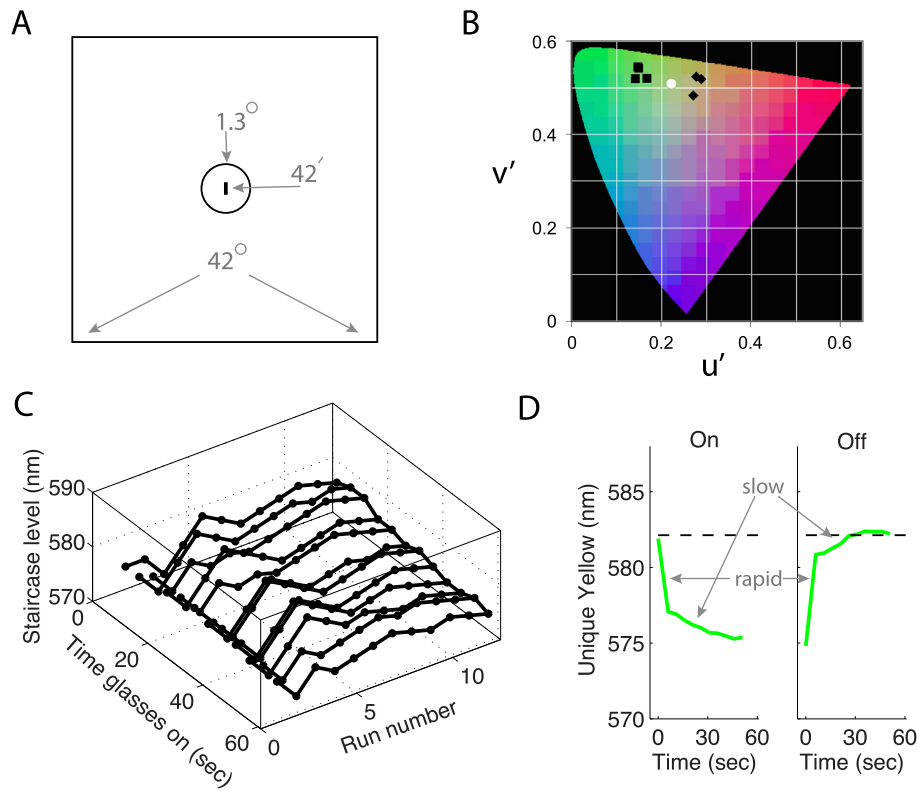 A
1.3°
42′
42°
B
0.6
0.4
0.2
0
v′
0 0.2 0.4 0.6
u′
C
Staircase level (nm)
590
580
570
0
20
40
60
Time glasses on (sec)
0
5
10
Run number
D
On Off
slow
rapid
Unique Yellow (nm)
585
580
575
570
0 30 60 0 30 60
Time (sec) Time (sec)